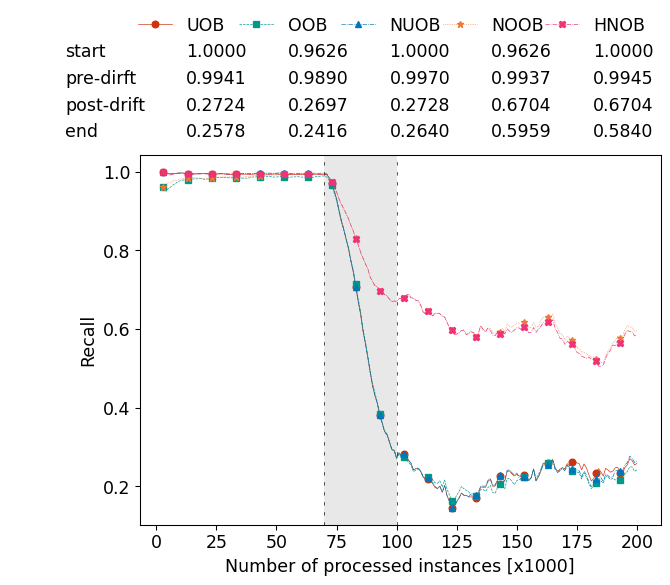 UOB OOB NUOB NOOB HNOB
start 1.0000 0.9626 1.0000 0.9626 1.0000
pre-dirft 0.9941 0.9890 0.9970 0.9937 0.9945
post-drift 0.2724 0.2697 0.2728 0.6704 0.6704
end 0.2578 0.2416 0.2640 0.5959 0.5840
1.0
0.8
0.6
0.4
0.2
Recall
0 25 50 75 100 125 150 175 200
Number of processed instances [x1000]